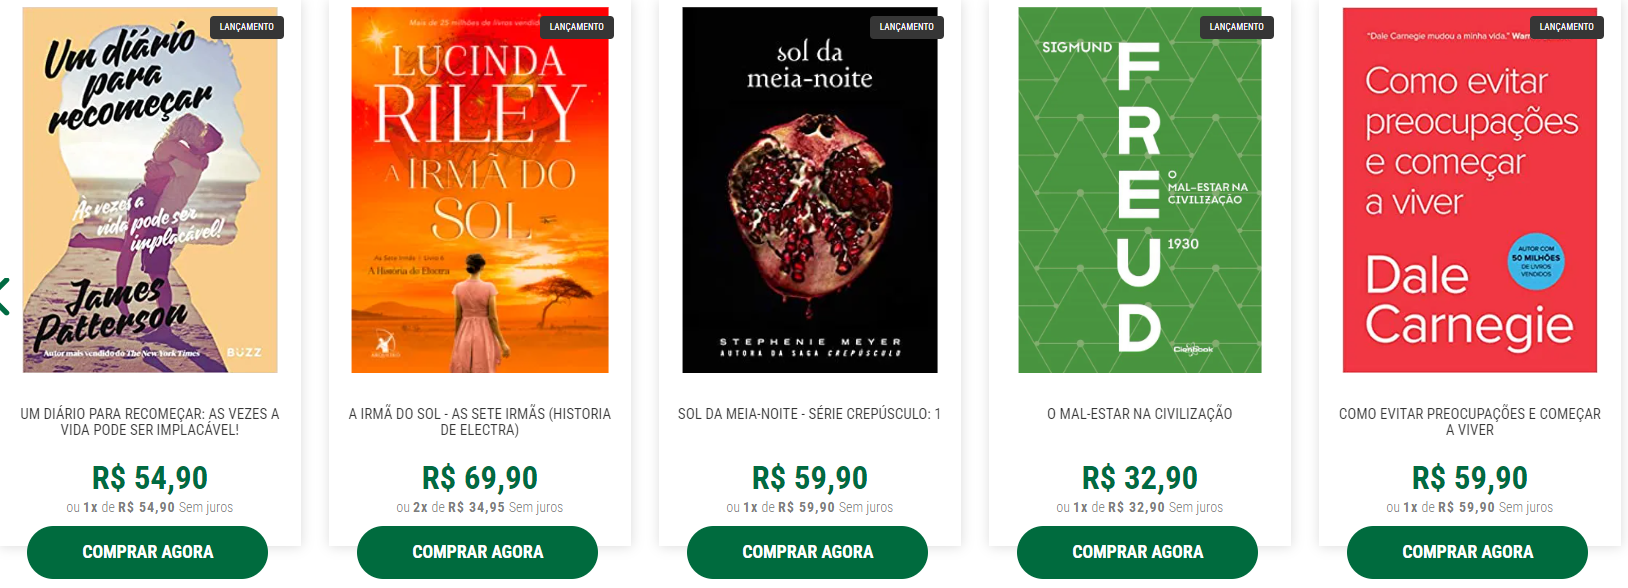 LANÇAMENTO
Um diário
para
recomeçar
Às vezes a
vida pode ser
implacável!
James
Patterson
Autor mais vendido do The New York Times
BUZZ
UM DIÁRIO PARA RECOMEÇAR: AS VEZES A
VIDA PODE SER IMPLACÁVEL!
R$ 54,90
ou 1x de R$ 54,90 Sem juros
COMPRAR AGORA
LANÇAMENTO
Mais de 25 milhões de livros vendid
LUCINDA
RILEY
A IRMÃ DO
SOL
As Sete Irmãs | Livro 6
A História de Electra
ARQUEIRO
A IRMÃ DO SOL - AS SETE IRMÃS (HISTORIA
DE ELECTRA)
R$ 69,90
ou 2x de R$ 34,95 Sem juros
COMPRAR AGORA
LANÇAMENTO
sol da
meia-noite
STEPHENIE MEYER
AUTORA DA SAGA CREPÚSCULO
SOL DA MEIA-NOITE - SÉRIE CREPÚSCULO: 1
R$ 59,90
ou 1x de R$ 59,90 Sem juros
COMPRAR AGORA
LANÇAMENTO
SIGMUND
FREUD
O
MAL-ESTAR NA
CIVILIZAÇÃO
1930
Cienbook
O MAL-ESTAR NA CIVILIZAÇÃO
R$ 32,90
ou 1x de R$ 32,90 Sem juros
COMPRAR AGORA
LANÇAMENTO
"Dale Carnegie mudou a minha vida." War
Como evitar
preocupações
e começar
a viver
AUTOR COM
50 MILHÕES
DE LIVROS
VENDIDOS
Dale
Carnegie
COMO EVITAR PREOCUPAÇÕES E COMEÇAR
A VIVER
R$ 59,90
ou 1x de R$ 59,90 Sem juros
COMPRAR AGORA